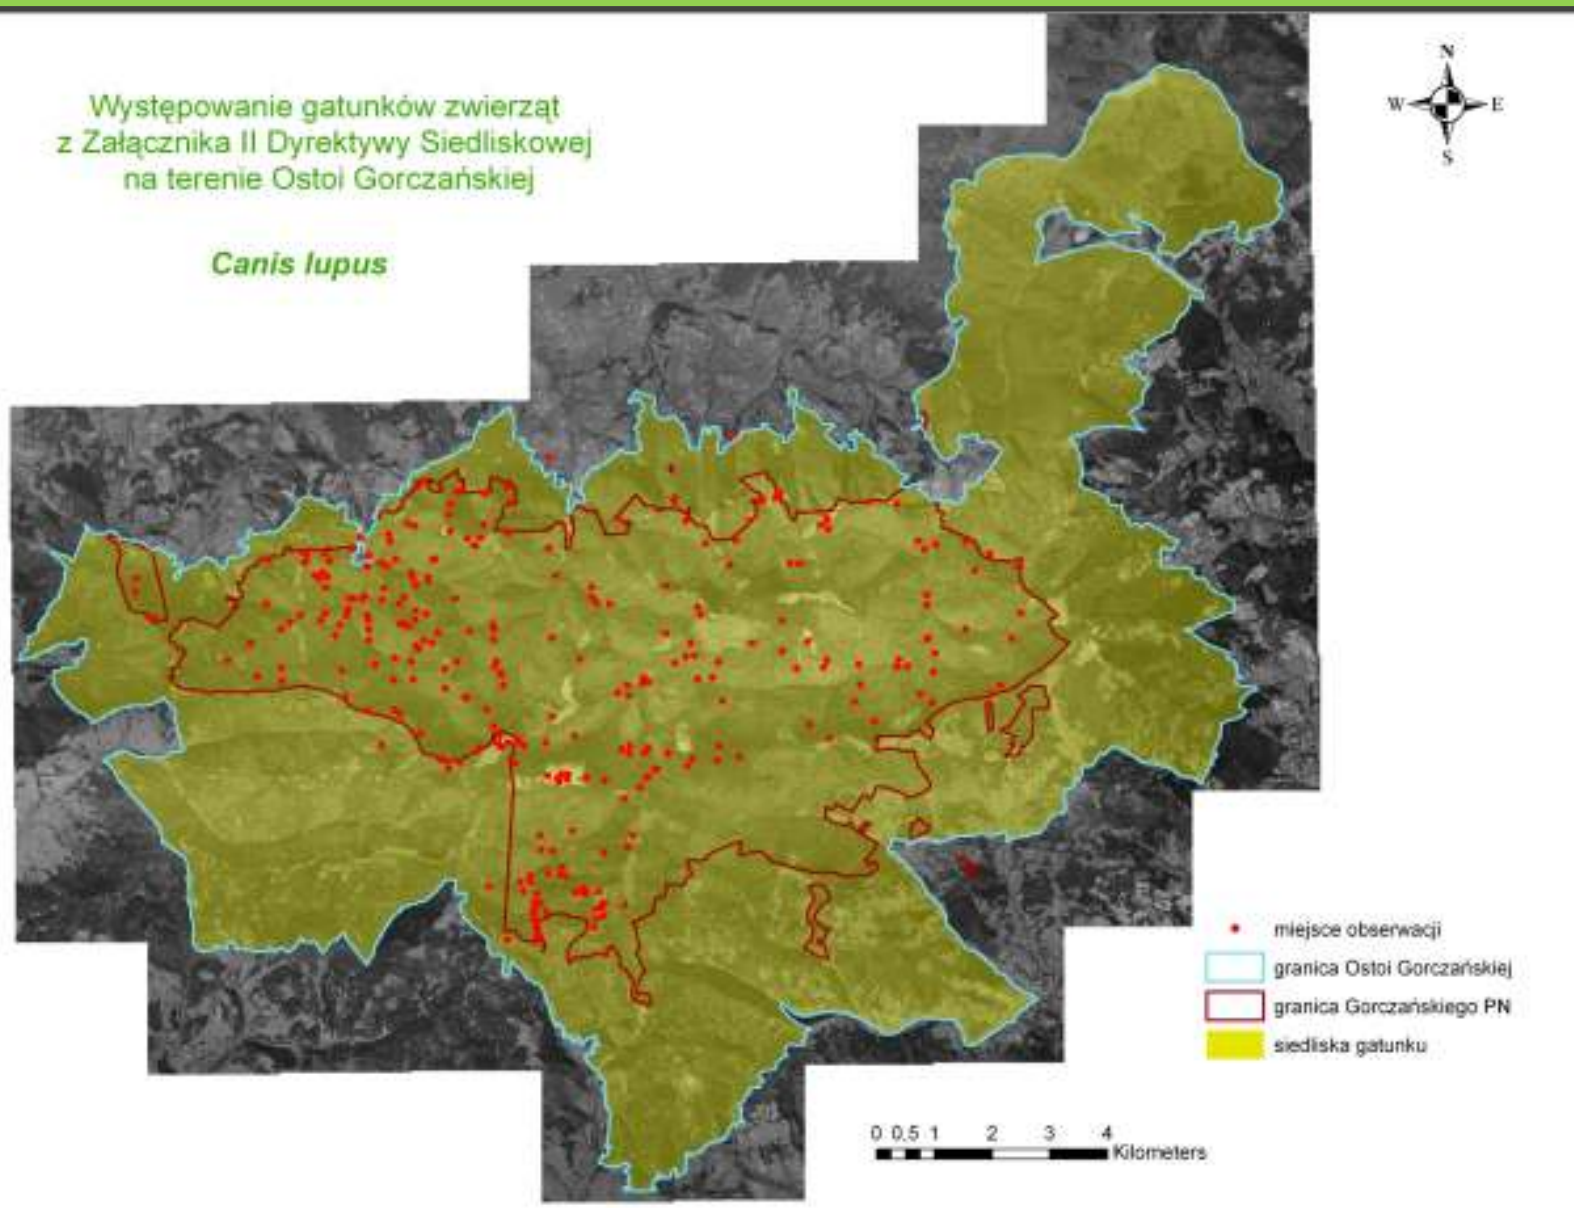 Występowanie gatunków zwierząt
z Załącznika II Dyrektywy Siedliskowej
na terenie Ostoi Gorczańskiej
Canis lupus
N
W E
S
miejsce obserwacji
granica Ostoi Gorczańskiej
granica Gorczańskiego PN
siedliska gatunku
0 0.5 1 2 3 4
Kilometers